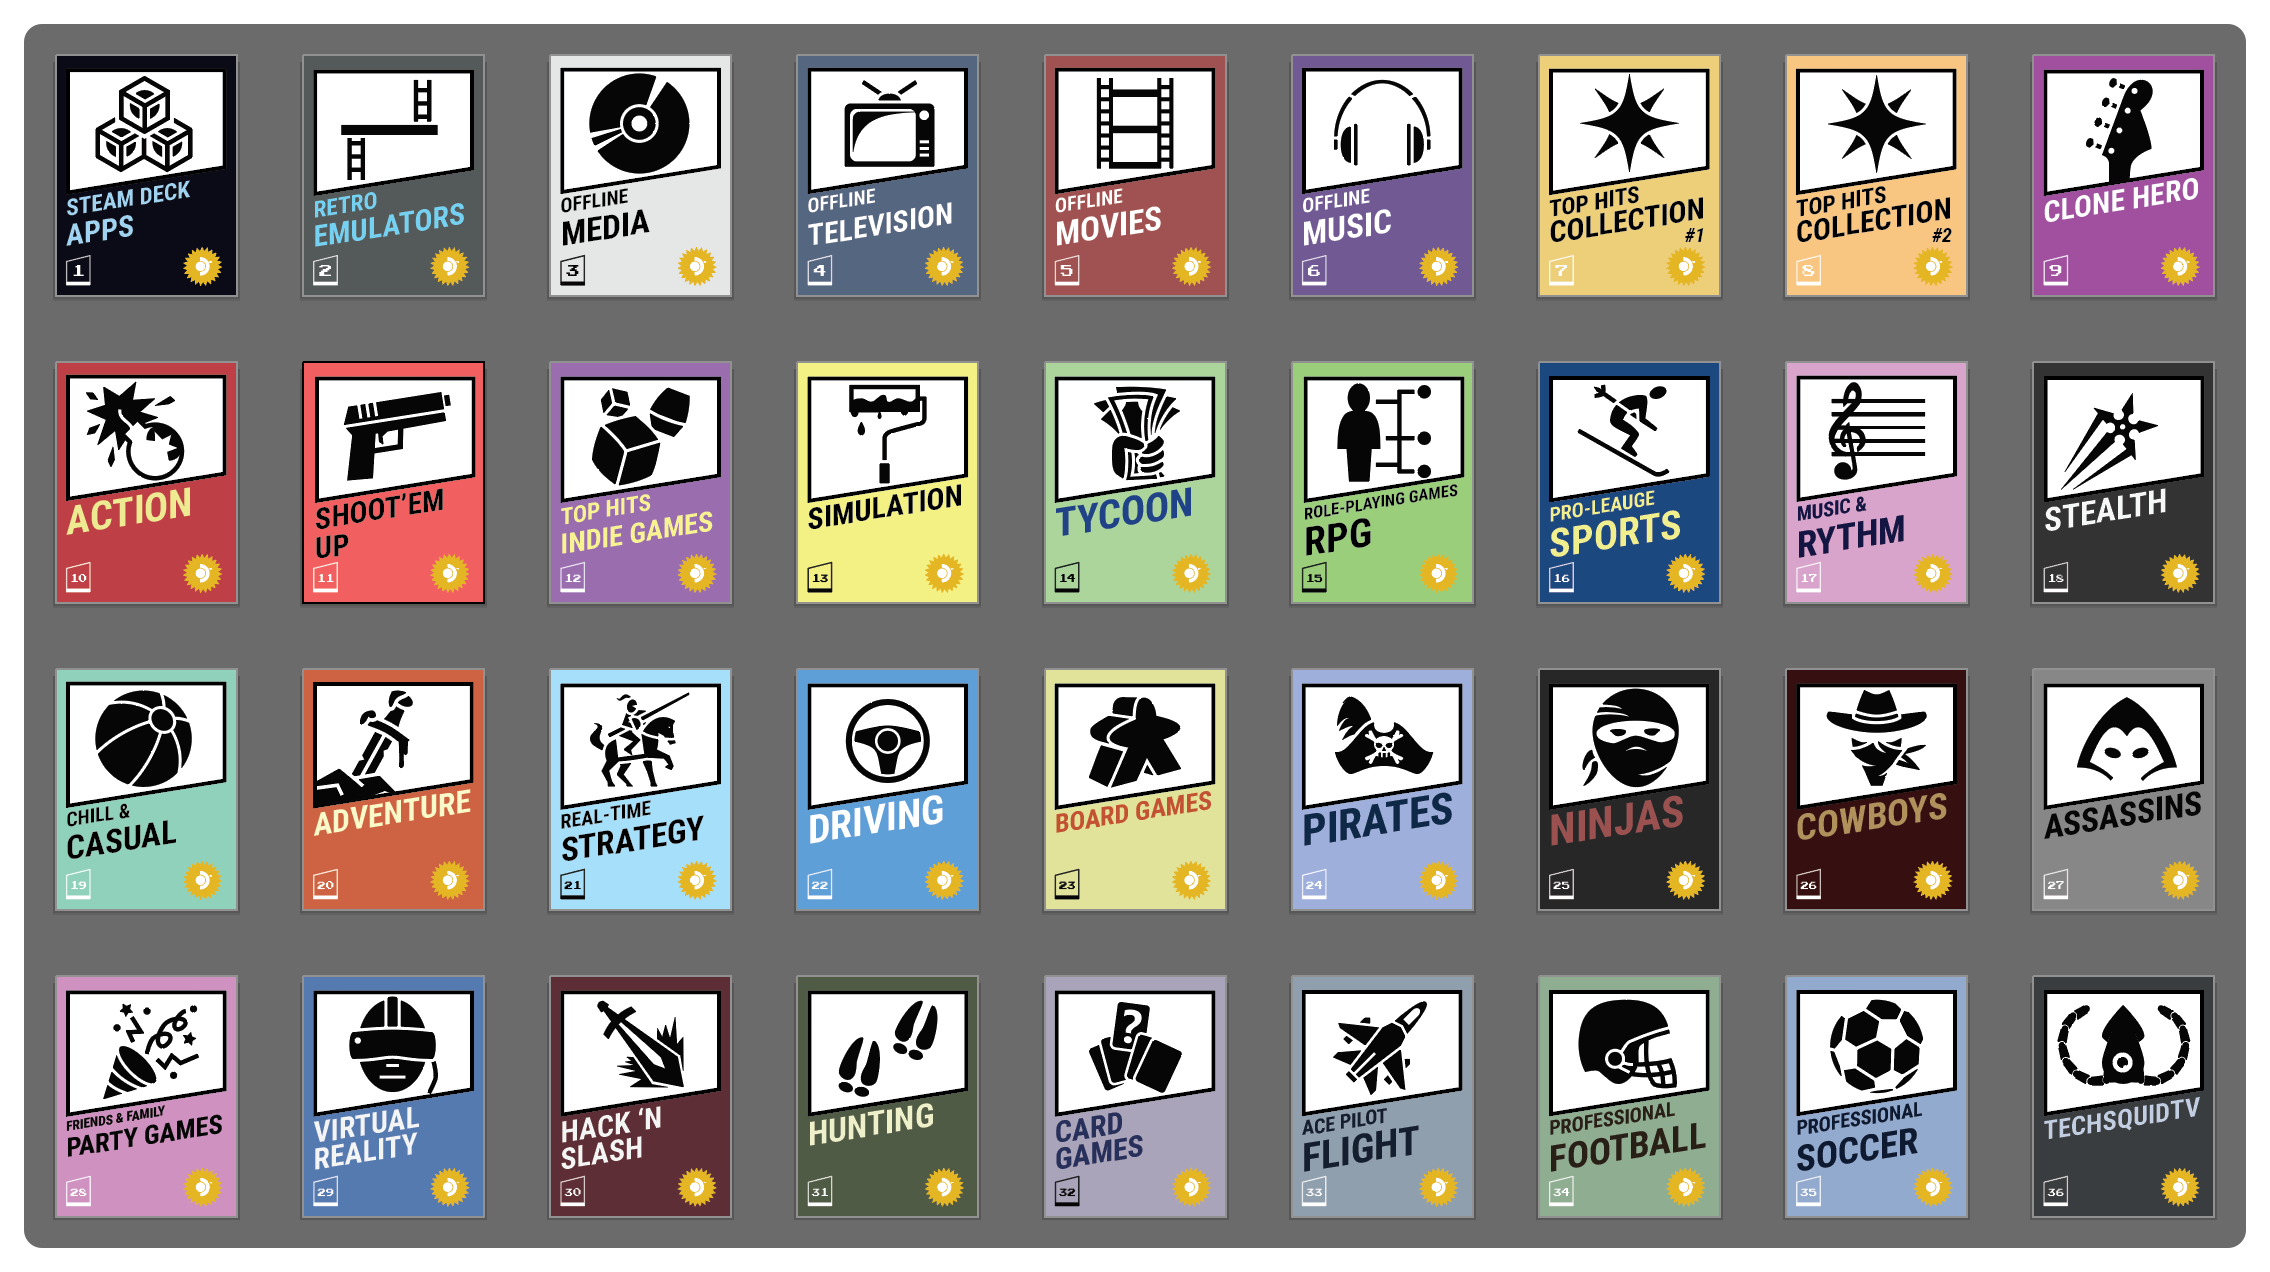 STEAM DECK
APPS
1
RETRO
EMULATORS
2
OFFLINE
MEDIA
3
OFFLINE
TELEVISION
4
OFFLINE
MOVIES
5
OFFLINE
MUSIC
6
TOP HITS
COLLECTION
#1
7
TOP HITS
COLLECTION
#2
8
CLONE HERO
9
ACTION
10
SHOOT'EM
UP
11
TOP HITS
INDIE GAMES
12
SIMULATION
13
TYCOON
14
ROLE-PLAYING GAMES
RPG
15
PRO-LEAUGE
SPORTS
16
MUSIC &
RYTHM
17
STEALTH
18
CHILL &
CASUAL
19
ADVENTURE
20
REAL-TIME
STRATEGY
21
DRIVING
22
BOARD GAMES
23
PIRATES
24
NINJAS
25
COWBOYS
26
ASSASSINS
27
FRIENDS & FAMILY
PARTY GAMES
28
VIRTUAL
REALITY
29
HACK ‘N
SLASH
30
HUNTING
31
?
CARD
GAMES
32
ACE PILOT
FLIGHT
33
PROFESSIONAL
FOOTBALL
34
PROFESSIONAL
SOCCER
35
TECHSQUIDTV
36